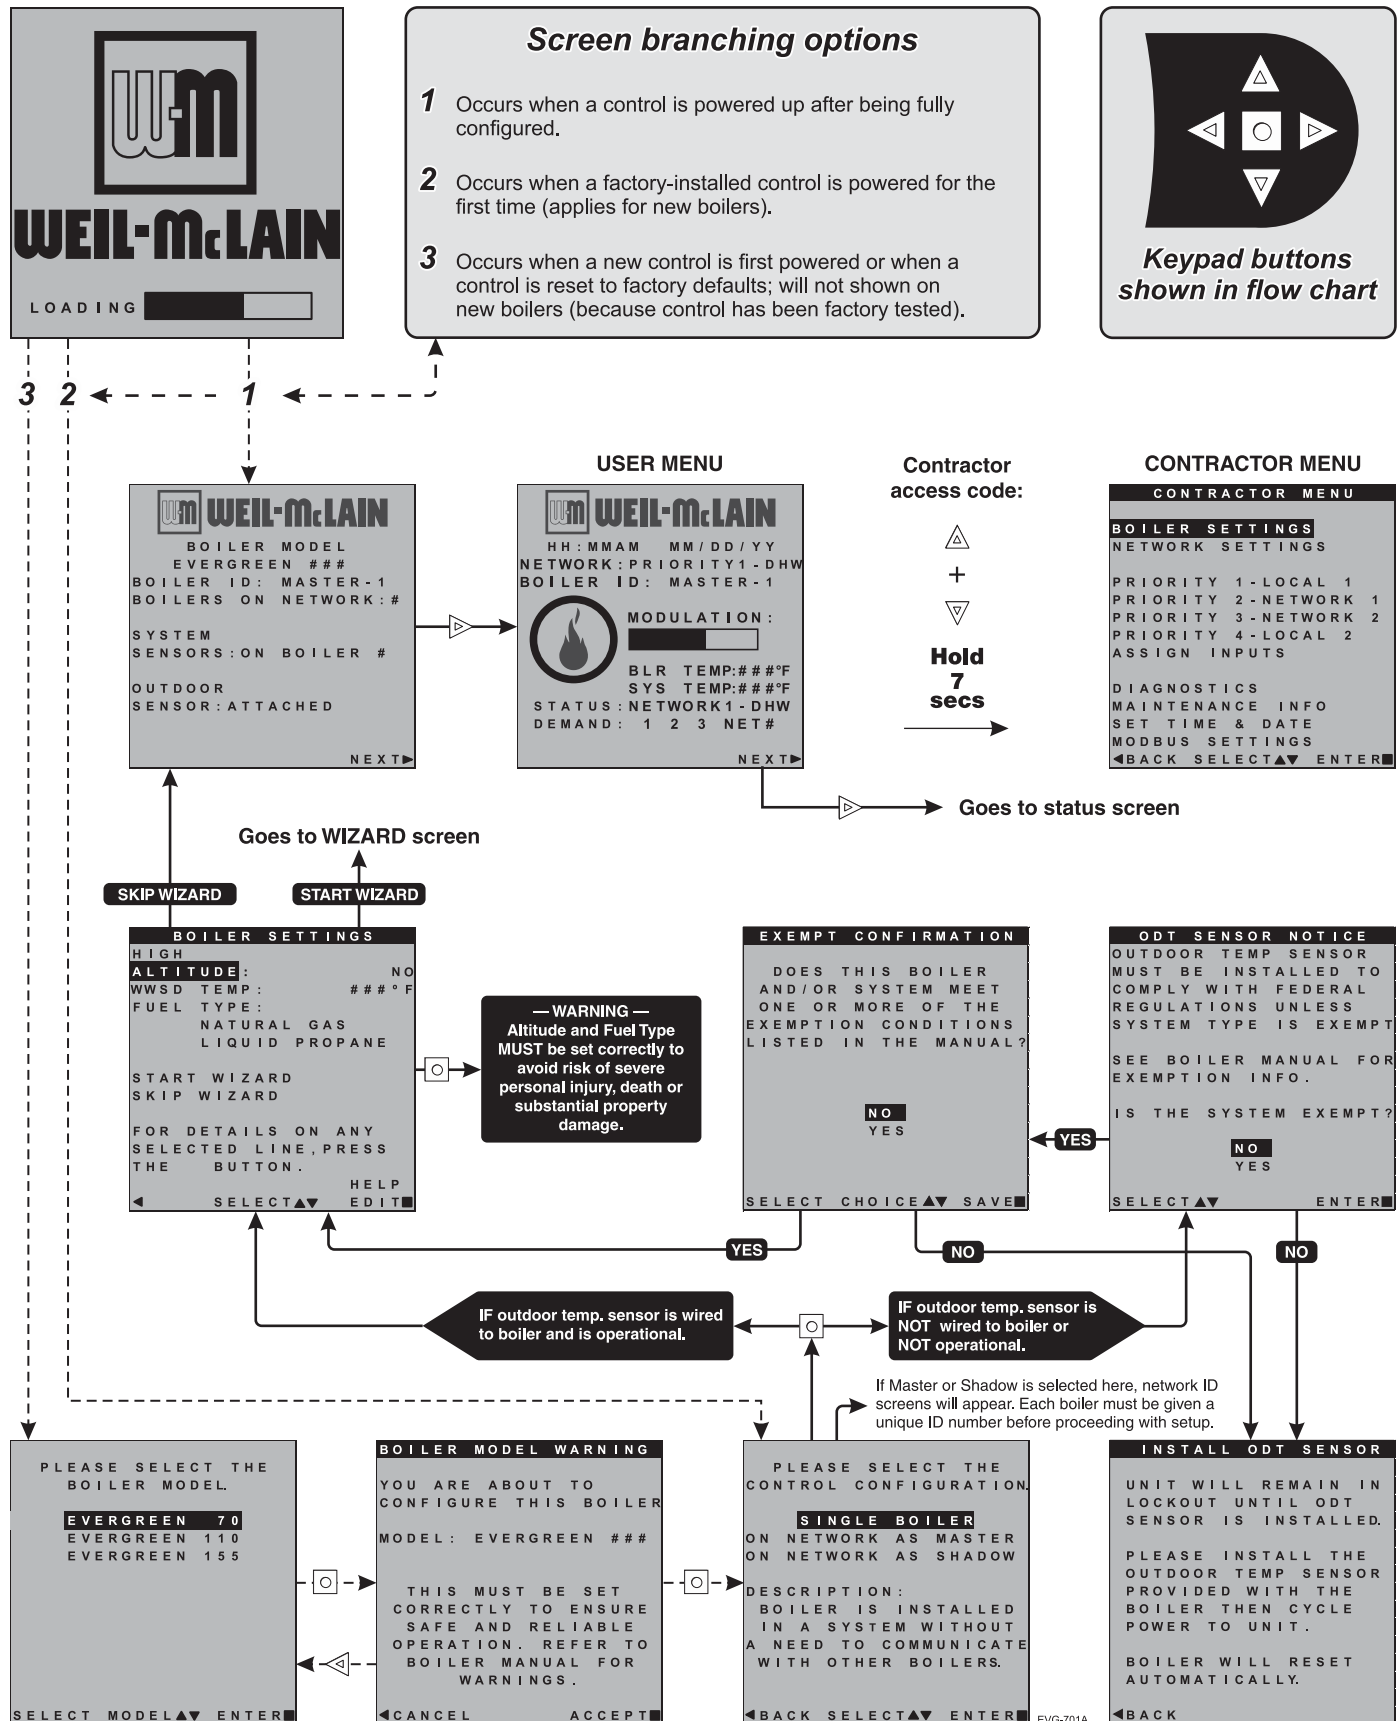 WEIL-McLAIN
LOADING
Screen branching options
1 Occurs when a control is powered up after being fully
configured.
2 Occurs when a factory-installed control is powered for the
first time (applies for new boilers).
3 Occurs when a new control is first powered or when a
control is reset to factory defaults; will not shown on
new boilers (because control has been factory tested).
Keypad buttons
shown in flow chart
3 2 1
WM WEIL-McLAIN
BOILER MODEL
EVERGREEN ###
BOILER ID: MASTER-1
BOILERS ON NETWORK:#
SYSTEM
SENSORS:ON BOILER #
OUTDOOR
SENSOR:ATTACHED
NEXT▶
USER MENU
WM WEIL-McLAIN
HH:MMAM MM/DD/YY
NETWORK:PRIORITY1-DHW
BOILER ID: MASTER-1
MODULATION:
BLR TEMP:###°F
SYS TEMP:###°F
STATUS:NETWORK1-DHW
DEMAND: 1 2 3 NET#
NEXT▶
Contractor
access code:
+
Hold
7
secs
CONTRACTOR MENU
CONTRACTOR MENU
BOILER SETTINGS
NETWORK SETTINGS
PRIORITY 1-LOCAL 1
PRIORITY 2-NETWORK 1
PRIORITY 3-NETWORK 2
PRIORITY 4-LOCAL 2
ASSIGN INPUTS
DIAGNOSTICS
MAINTENANCE INFO
SET TIME & DATE
MODBUS SETTINGS
◀BACK SELECT▲▼ ENTER■
Goes to status screen
Goes to WIZARD screen
SKIP WIZARD
START WIZARD
BOILER SETTINGS
HIGH
ALTITUDE: NO
WWSD TEMP: ###°F
FUEL TYPE:
NATURAL GAS
LIQUID PROPANE
START WIZARD
SKIP WIZARD
FOR DETAILS ON ANY
SELECTED LINE,PRESS
THE BUTTON.
HELP
◀ SELECT▲▼ EDIT■
— WARNING —
Altitude and Fuel Type
MUST be set correctly to
avoid risk of severe
personal injury, death or
substantial property
damage.
EXEMPT CONFIRMATION
DOES THIS BOILER
AND/OR SYSTEM MEET
ONE OR MORE OF THE
EXEMPTION CONDITIONS
LISTED IN THE MANUAL?
NO
YES
SELECT CHOICE▲▼ SAVE■
YES
ODT SENSOR NOTICE
OUTDOOR TEMP SENSOR
MUST BE INSTALLED TO
COMPLY WITH FEDERAL
REGULATIONS UNLESS
SYSTEM TYPE IS EXEMPT
SEE BOILER MANUAL FOR
EXEMPTION INFO.
IS THE SYSTEM EXEMPT?
NO
YES
SELECT▲▼ ENTER■
YES
NO
NO
IF outdoor temp. sensor is wired
to boiler and is operational.
IF outdoor temp. sensor is
NOT wired to boiler or
NOT operational.
If Master or Shadow is selected here, network ID
screens will appear. Each boiler must be given a
unique ID number before proceeding with setup.
PLEASE SELECT THE
BOILER MODEL.
EVERGREEN 70
EVERGREEN 110
EVERGREEN 155
SELECT MODEL▲▼ ENTER■
BOILER MODEL WARNING
YOU ARE ABOUT TO
CONFIGURE THIS BOILER
MODEL: EVERGREEN ###
THIS MUST BE SET
CORRECTLY TO ENSURE
SAFE AND RELIABLE
OPERATION. REFER TO
BOILER MANUAL FOR
WARNINGS.
◀CANCEL ACCEPT■
PLEASE SELECT THE
CONTROL CONFIGURATION.
SINGLE BOILER
ON NETWORK AS MASTER
ON NETWORK AS SHADOW
DESCRIPTION:
BOILER IS INSTALLED
IN A SYSTEM WITHOUT
A NEED TO COMMUNICATE
WITH OTHER BOILERS.
◀BACK SELECT▲▼ ENTER■
EVG-701A
INSTALL ODT SENSOR
UNIT WILL REMAIN IN
LOCKOUT UNTIL ODT
SENSOR IS INSTALLED.
PLEASE INSTALL THE
OUTDOOR TEMP SENSOR
PROVIDED WITH THE
BOILER THEN CYCLE
POWER TO UNIT.
BOILER WILL RESET
AUTOMATICALLY.
◀BACK